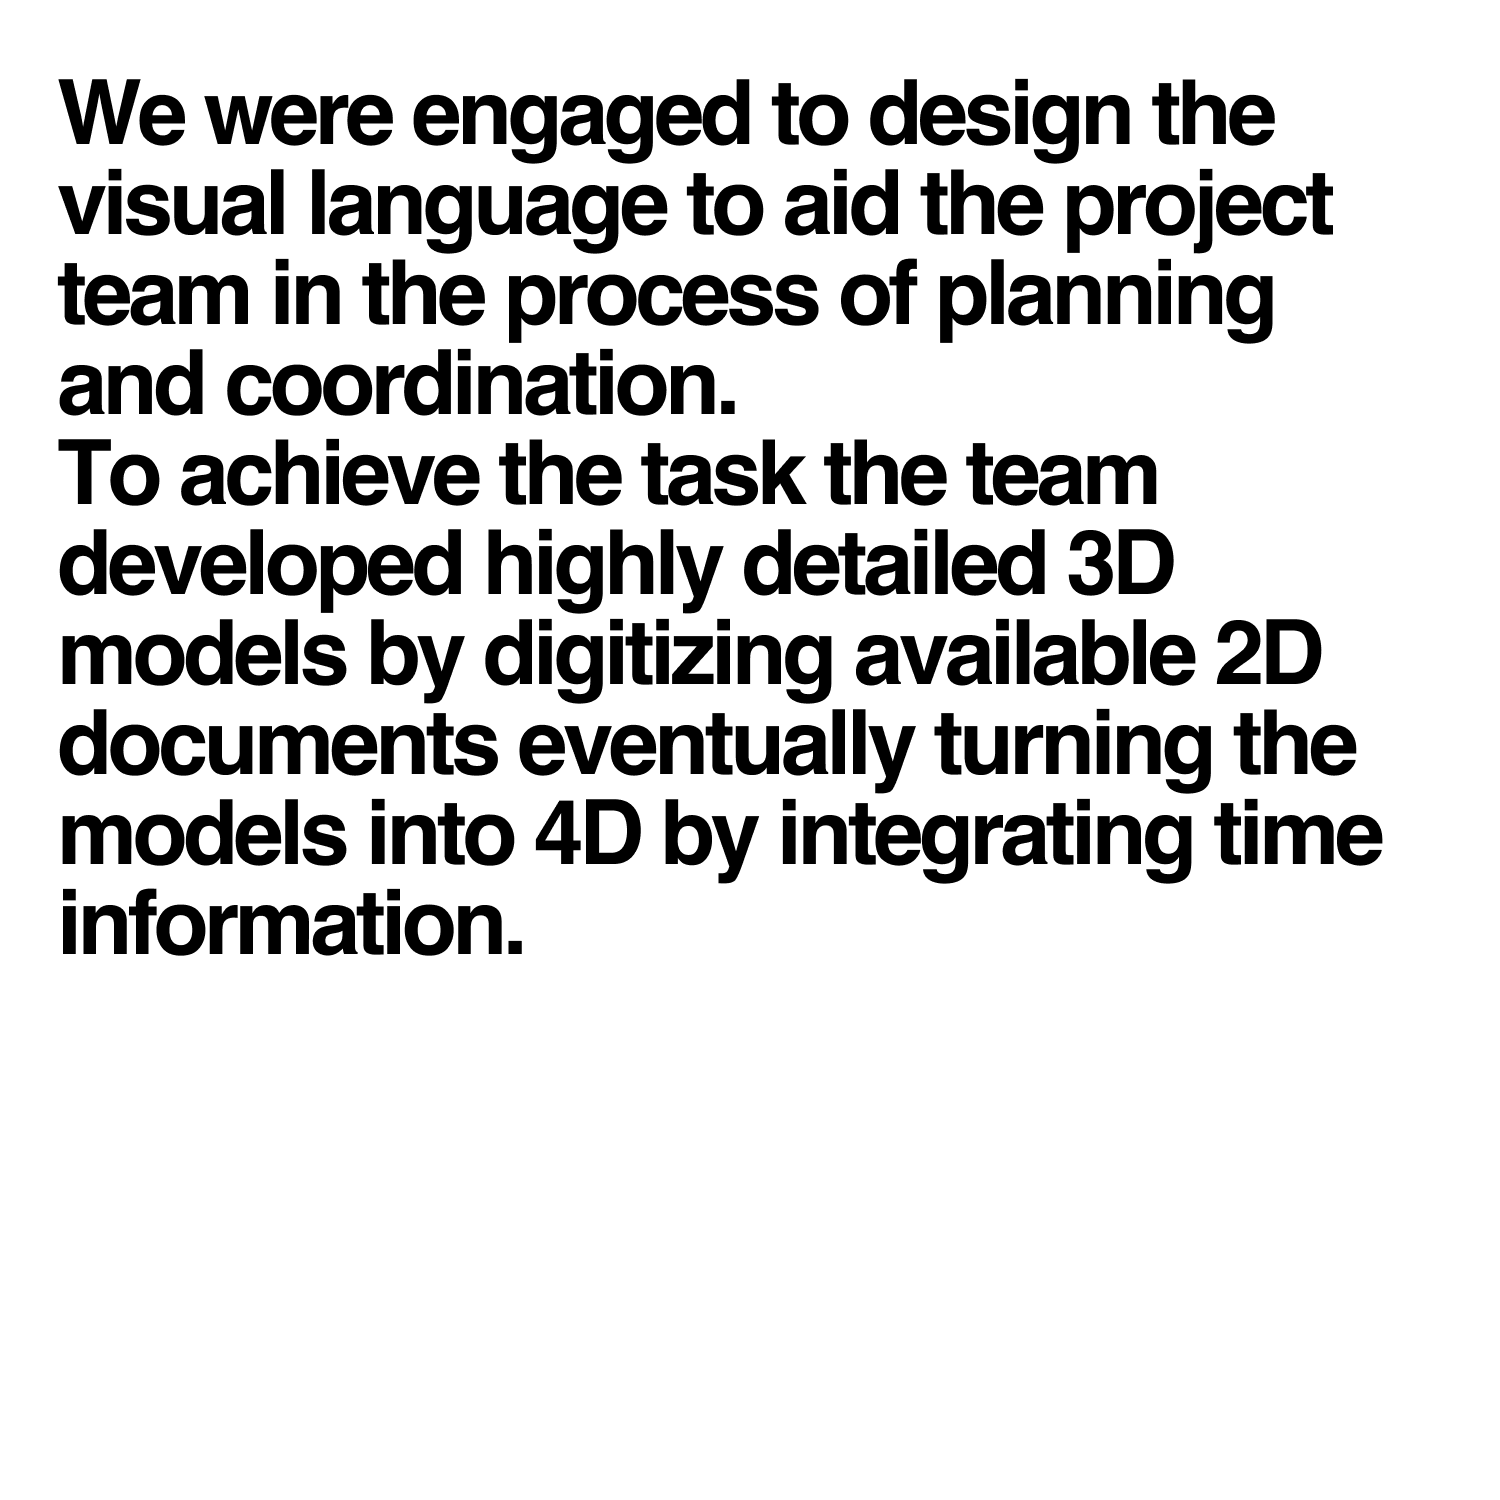 We were engaged to design the
visual language to aid the project
team in the process of planning
and coordination.
To achieve the task the team
developed highly detailed 3D
models by digitizing available 2D
documents eventually turning the
models into 4D by integrating time
information.